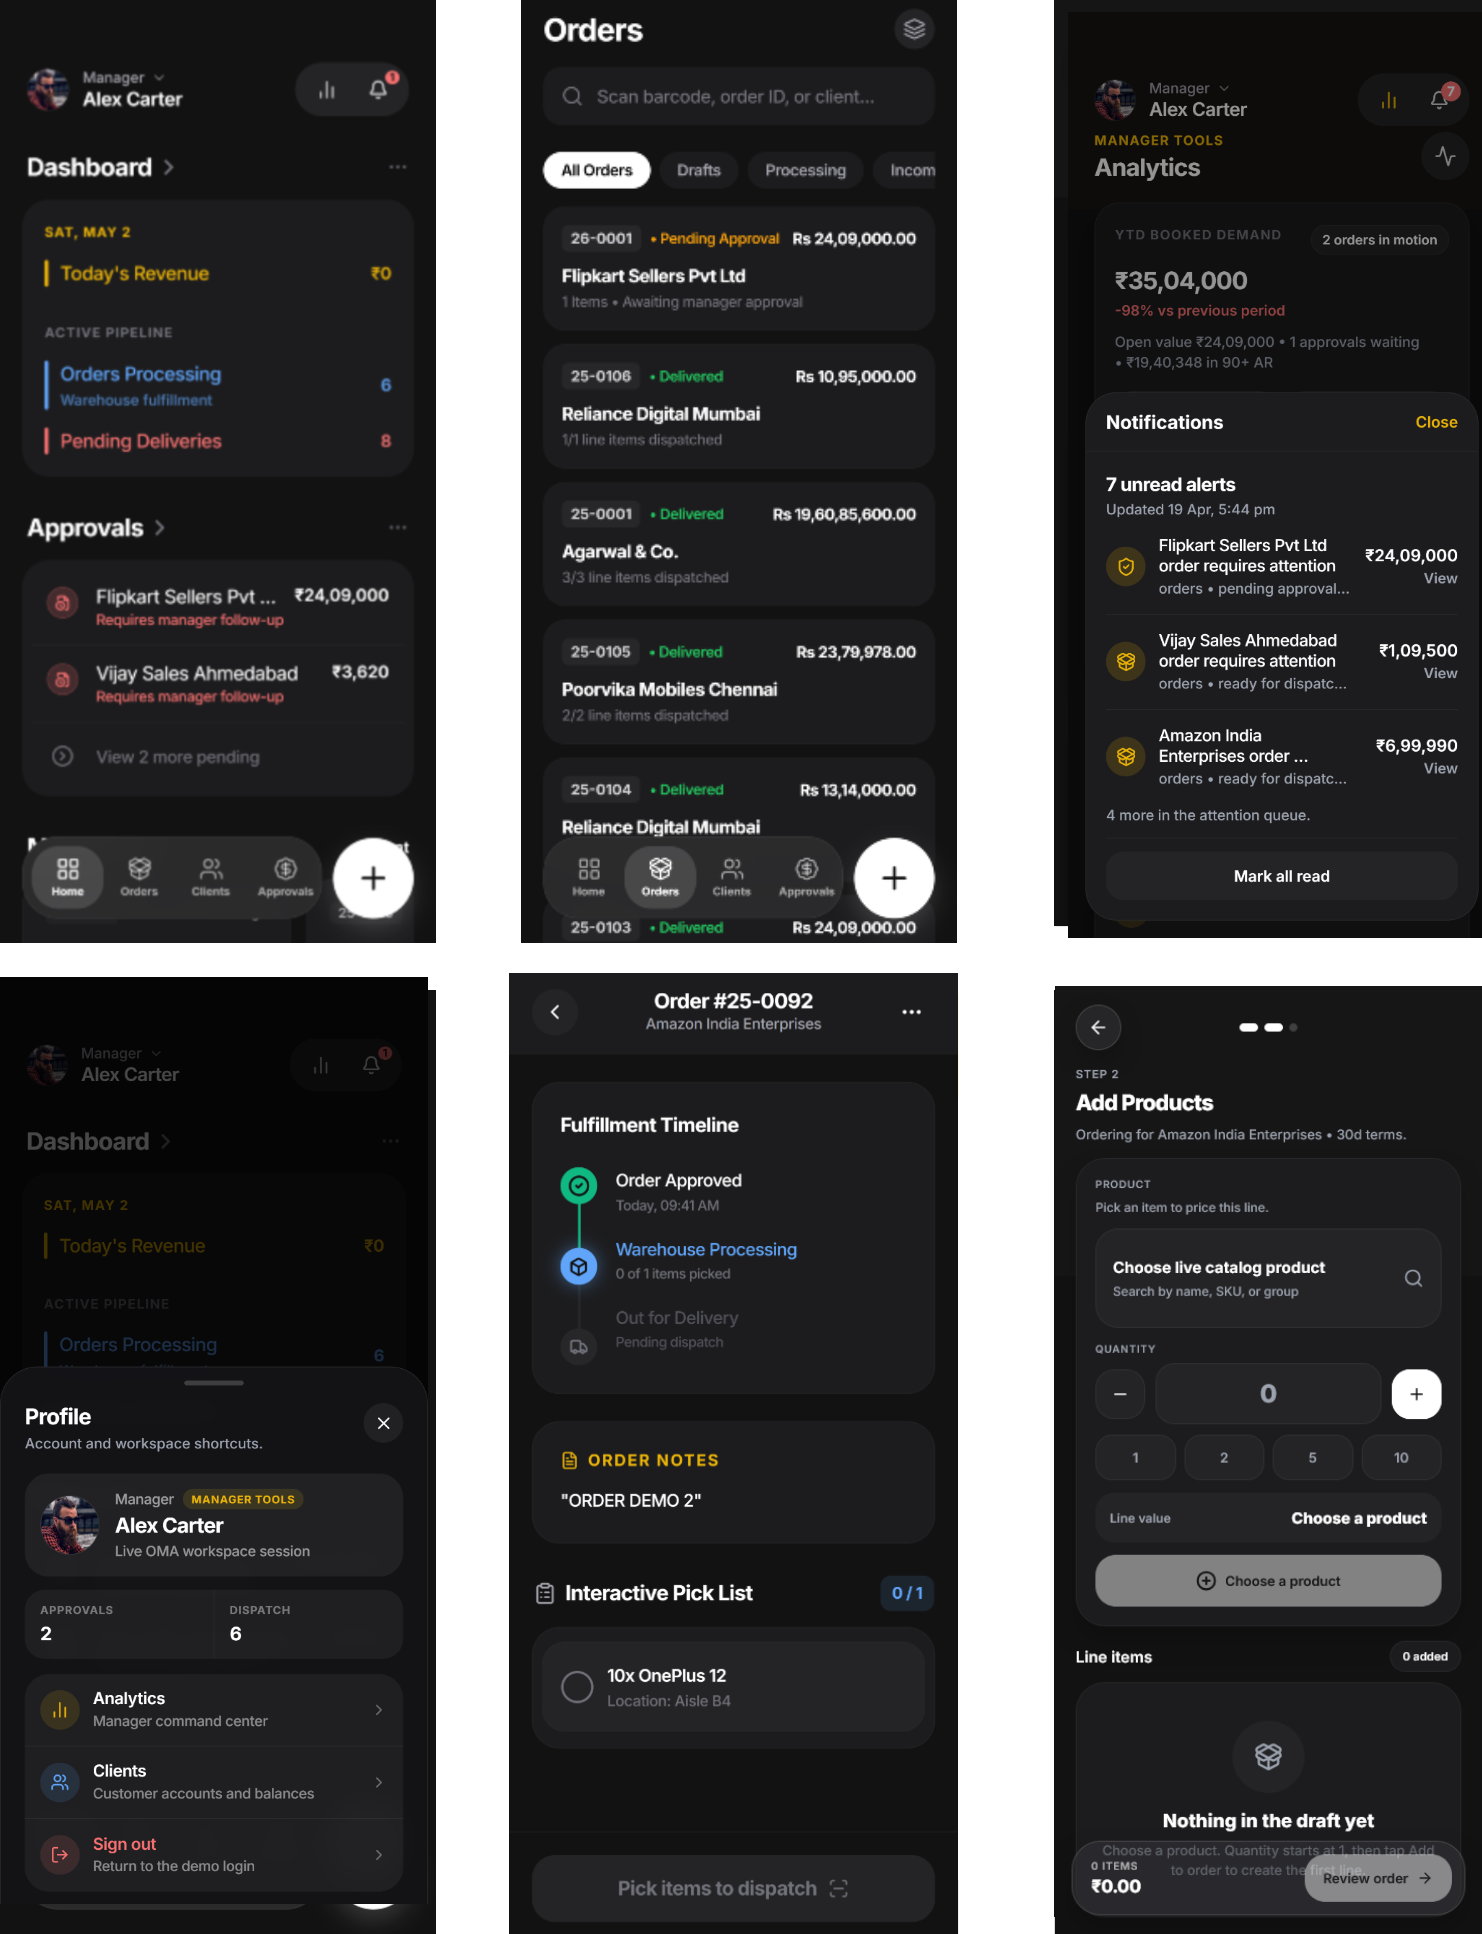 Manager
Alex Carter
1
Dashboard
SAT, MAY 2
Today's Revenue ₹0
ACTIVE PIPELINE
Orders Processing 6
Warehouse fulfillment
Pending Deliveries 8
Approvals
Flipkart Sellers Pvt ... ₹24,09,000
Requires manager follow-up
Vijay Sales Ahmedabad ₹3,620
Requires manager follow-up
View 2 more pending
Home Orders Clients Approvals
Orders
Scan barcode, order ID, or client...
All Orders Drafts Processing Incom
26-0001 • Pending Approval Rs 24,09,000.00
Flipkart Sellers Pvt Ltd
1 Items • Awaiting manager approval
25-0106 • Delivered Rs 10,95,000.00
Reliance Digital Mumbai
1/1 line items dispatched
25-0001 • Delivered Rs 19,60,85,600.00
Agarwal & Co.
3/3 line items dispatched
25-0105 • Delivered Rs 23,79,978.00
Poorvika Mobiles Chennai
2/2 line items dispatched
25-0104 • Delivered Rs 13,14,000.00
Reliance Digital Mumbai
Home Orders Clients Approvals
25-0103 • Delivered Rs 24,09,000.00
Manager
Alex Carter
7
MANAGER TOOLS
Analytics
YTD BOOKED DEMAND 2 orders in motion
₹35,04,000
-98% vs previous period
Open value ₹24,09,000 • 1 approvals waiting
• ₹19,40,348 in 90+ AR
Notifications Close
7 unread alerts
Updated 19 Apr, 5:44 pm
Flipkart Sellers Pvt Ltd
order requires attention ₹24,09,000
orders • pending approval... View
Vijay Sales Ahmedabad
order requires attention ₹1,09,500
orders • ready for dispatc... View
Amazon India
Enterprises order ... ₹6,99,990
orders • ready for dispatc... View
4 more in the attention queue.
Mark all read
Manager
Alex Carter
1
Dashboard
SAT, MAY 2
Today's Revenue ₹0
ACTIVE PIPELINE
Orders Processing 6
Profile
Account and workspace shortcuts.
Manager MANAGER TOOLS
Alex Carter
Live OMA workspace session
APPROVALS DISPATCH
2 6
Analytics
Manager command center
Clients
Customer accounts and balances
Sign out
Return to the demo login
Order #25-0092
Amazon India Enterprises
Fulfillment Timeline
Order Approved
Today, 09:41 AM
Warehouse Processing
0 of 1 items picked
Out for Delivery
Pending dispatch
ORDER NOTES
"ORDER DEMO 2"
Interactive Pick List 0 / 1
10x OnePlus 12
Location: Aisle B4
Pick items to dispatch
STEP 2
Add Products
Ordering for Amazon India Enterprises • 30d terms.
PRODUCT
Pick an item to price this line.
Choose live catalog product
Search by name, SKU, or group
QUANTITY
0
1 2 5 10
Line value Choose a product
Choose a product
Line items 0 added
Nothing in the draft yet
Choose a product. Quantity starts at 1, then tap Add
to order to create the first line.
0 ITEMS
₹0.00
Review order